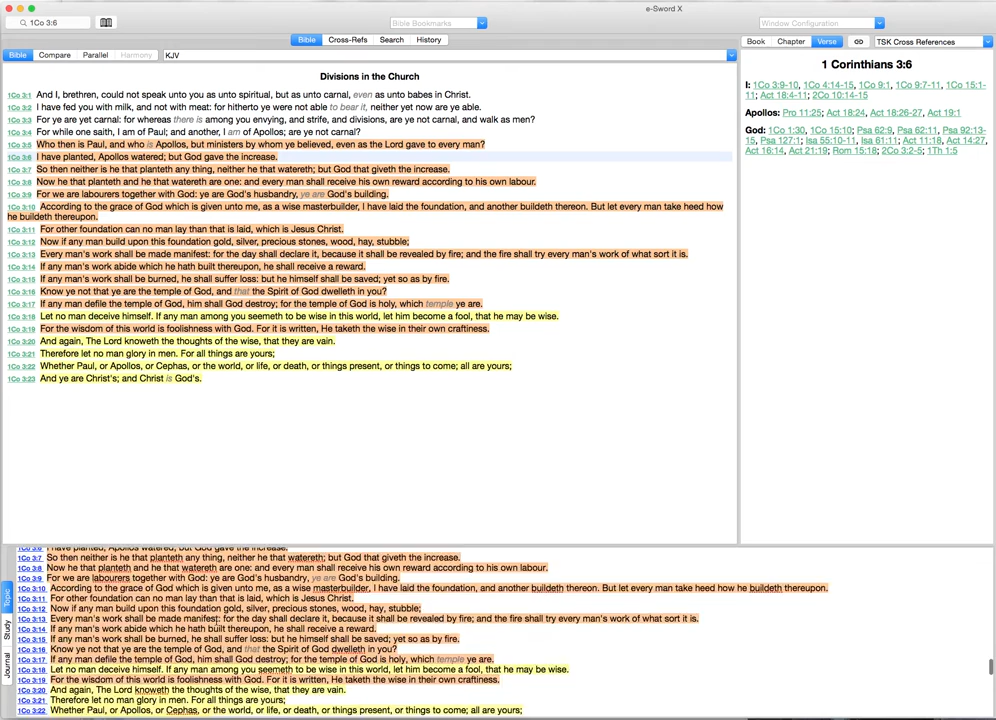 e-Sword X
1Co 3:6
Bible Bookmarks
Window Configuration
Bible Cross-Refs Search History
Bible Compare Parallel Harmony KJV
Divisions in the Church
1Co 3:1 And I, brethren, could not speak unto you as unto spiritual, but as unto carnal, even as unto babes in Christ.
1Co 3:2 I have fed you with milk, and not with meat: for hitherto ye were not able to bear it, neither yet now are ye able.
1Co 3:3 For ye are yet carnal: for whereas there is among you envying, and strife, and divisions, are ye not carnal, and walk as men?
1Co 3:4 For while one saith, I am of Paul; and another, I am of Apollos; are ye not carnal?
1Co 3:5 Who then is Paul, and who is Apollos, but ministers by whom ye believed, even as the Lord gave to every man?
1Co 3:6 I have planted, Apollos watered; but God gave the increase.
1Co 3:7 So then neither is he that planteth any thing, neither he that watereth; but God that giveth the increase.
1Co 3:8 Now he that planteth and he that watereth are one: and every man shall receive his own reward according to his own labour.
1Co 3:9 For we are labourers together with God: ye are God's husbandry, ye are God's building.
1Co 3:10 According to the grace of God which is given unto me, as a wise masterbuilder, I have laid the foundation, and another buildeth thereon. But let every man take heed how
he buildeth thereupon.
1Co 3:11 For other foundation can no man lay than that is laid, which is Jesus Christ.
1Co 3:12 Now if any man build upon this foundation gold, silver, precious stones, wood, hay, stubble;
1Co 3:13 Every man's work shall be made manifest: for the day shall declare it, because it shall be revealed by fire; and the fire shall try every man's work of what sort it is.
1Co 3:14 If any man's work abide which he hath built thereupon, he shall receive a reward.
1Co 3:15 If any man's work shall be burned, he shall suffer loss: but he himself shall be saved; yet so as by fire.
1Co 3:16 Know ye not that ye are the temple of God, and that the Spirit of God dwelleth in you?
1Co 3:17 If any man defile the temple of God, him shall God destroy; for the temple of God is holy, which temple ye are.
1Co 3:18 Let no man deceive himself. If any man among you seemeth to be wise in this world, let him become a fool, that he may be wise.
1Co 3:19 For the wisdom of this world is foolishness with God. For it is written, He taketh the wise in their own craftiness.
1Co 3:20 And again, The Lord knoweth the thoughts of the wise, that they are vain.
1Co 3:21 Therefore let no man glory in men. For all things are yours;
1Co 3:22 Whether Paul, or Apollos, or Cephas, or the world, or life, or death, or things present, or things to come; all are yours;
1Co 3:23 And ye are Christ's; and Christ is God's.
Book Chapter Verse TSK Cross References
1 Corinthians 3:6
I: 1Co 3:9-10, 1Co 4:14-15, 1Co 9:1, 1Co 9:7-11, 1Co 15:1-
11; Act 18:4-11; 2Co 10:14-15
Apollos: Pro 11:25; Act 18:24, Act 18:26-27, Act 19:1
God: 1Co 1:30, 1Co 15:10; Psa 62:9, Psa 62:11, Psa 92:13-
15, Psa 127:1; Isa 55:10-11, Isa 61:11; Act 11:18, Act 14:27,
Act 16:14, Act 21:19; Rom 15:18; 2Co 3:2-5; 1Th 1:5
Topic
Study
Journal
1Co 3:6 I have planted, Apollos watered; but God gave the increase.
1Co 3:7 So then neither is he that planteth any thing, neither he that watereth; but God that giveth the increase.
1Co 3:8 Now he that planteth and he that watereth are one: and every man shall receive his own reward according to his own labour.
1Co 3:9 For we are labourers together with God: ye are God's husbandry, ye are God's building.
1Co 3:10 According to the grace of God which is given unto me, as a wise masterbuilder, I have laid the foundation, and another buildeth thereon. But let every man take heed how he buildeth thereupon.
1Co 3:11 For other foundation can no man lay than that is laid, which is Jesus Christ.
1Co 3:12 Now if any man build upon this foundation gold, silver, precious stones, wood, hay, stubble;
1Co 3:13 Every man's work shall be made manifest: for the day shall declare it, because it shall be revealed by fire; and the fire shall try every man's work of what sort it is.
1Co 3:14 If any man's work abide which he hath built thereupon, he shall receive a reward.
1Co 3:15 If any man's work shall be burned, he shall suffer loss: but he himself shall be saved; yet so as by fire.
1Co 3:16 Know ye not that ye are the temple of God, and that the Spirit of God dwelleth in you?
1Co 3:17 If any man defile the temple of God, him shall God destroy; for the temple of God is holy, which temple ye are.
1Co 3:18 Let no man deceive himself. If any man among you seemeth to be wise in this world, let him become a fool, that he may be wise.
1Co 3:19 For the wisdom of this world is foolishness with God. For it is written, He taketh the wise in their own craftiness.
1Co 3:20 And again, The Lord knoweth the thoughts of the wise, that they are vain.
1Co 3:21 Therefore let no man glory in men. For all things are yours;
1Co 3:22 Whether Paul, or Apollos, or Cephas, or the world, or life, or death, or things present, or things to come; all are yours;